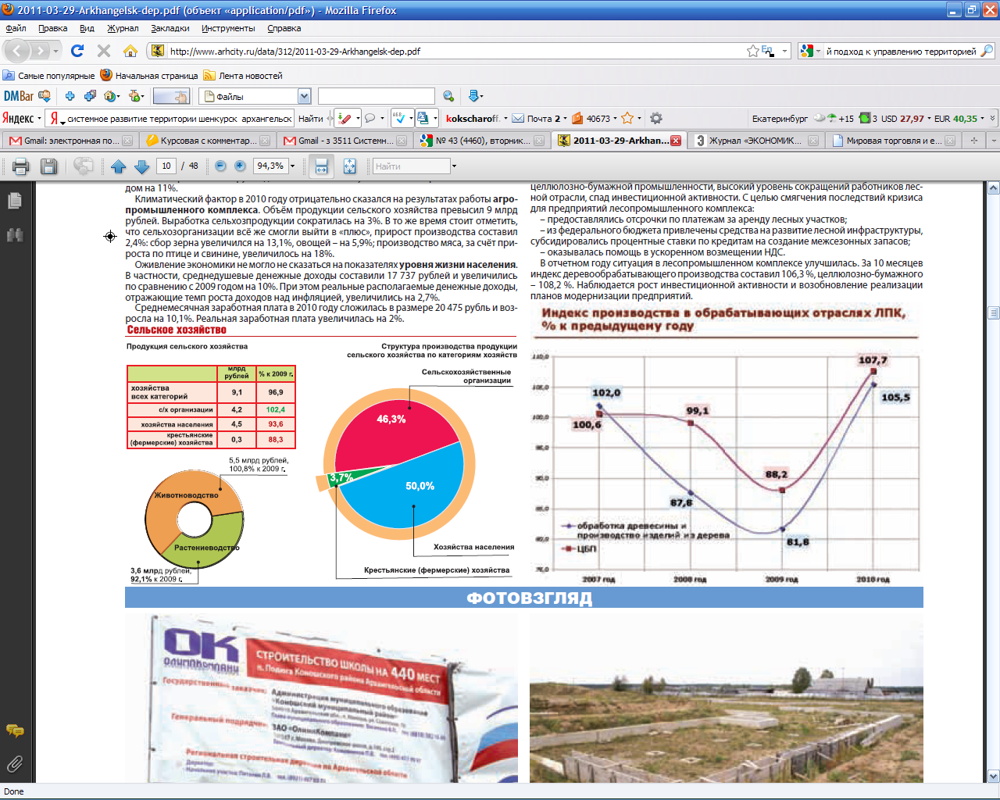 2011-03-29-Arkhangelsk-dep.pdf (объект «application/pdf») - Mozilla Firefox
Файл Правка Вид Журнал Закладки Инструменты Справка
http://www.arhcity.ru/data/312/2011-03-29-Arkhangelsk-dep.pdf
й подход к управлению территорией
Самые популярные Начальная страница Лента новостей
DMBar Файлы
Яндекс Я системное развитие территории шенкурск архангельск Найти kokscharoff. Почта 2 40673 Екатеринбург +15 3 USD 27,97 EUR 40,35
Gmail: электронная по... Курсовая с комментар... Gmail - з 3511 Системн... № 43 (4460), вторник... 2011-03-29-Arkhan... Журнал «ЭКОНОМИК... Мировая торговля и е...
10 / 48 94,3% Найти
дом на 11%.
Климатический фактор в 2010 году отрицательно сказался на результатах работы агро-
промышленного комплекса. Объём продукции сельского хозяйства превысил 9 млрд
рублей. Выработка сельхозпродукции сократилась на 3%. В то же время стоит отметить,
что сельхозорганизации всё же смогли выйти в «плюс», прирост производства составил
2,4%: сбор зерна увеличился на 13,1%, овощей – на 5,9%; производство мяса, за счёт при-
роста по птице и свинине, увеличилось на 18%.
Оживление экономики не могло не сказаться на показателях уровня жизни населения.
В частности, среднедушевые денежные доходы составили 17 737 рублей и увеличились
по сравнению с 2009 годом на 10%. При этом реальные располагаемые денежные доходы,
отражающие темп роста доходов над инфляцией, увеличились на 2,7%.
Среднемесячная заработная плата в 2010 году сложилась в размере 20 475 рубль и воз-
росла на 10,1%. Реальная заработная плата увеличилась на 2%.
Сельское хозяйство
Продукция сельского хозяйства
млрд рублей % к 2009 г.
хозяйства всех категорий 9,1 96,9
с/х организации 4,2 102,4
хозяйства населения 4,5 93,6
крестьянские (фермерские) хозяйства 0,3 88,3
5,5 млрд рублей,
100,8% к 2009 г.
Животноводство
Растениеводство
3,6 млрд рублей,
92,1% к 2009 г.
Структура производства продукции
сельского хозяйства по категориям хозяйств
Сельскохозяйственные
организации
46,3%
3,7%
50,0%
Хозяйства населения
Крестьянские (фермерские) хозяйства
целлюлозно-бумажной промышленности, высокий уровень сокращений работников лес-
ной отрасли, спад инвестиционной активности. С целью смягчения последствий кризиса
для предприятий лесопромышленного комплекса:
– предоставлялись отсрочки по платежам за аренду лесных участков;
– из федерального бюджета привлечены средства на развитие лесной инфраструктуры,
субсидировались процентные ставки по кредитам на создание межсезонных запасов;
– оказывалась помощь в ускоренном возмещении НДС.
В отчетном году ситуация в лесопромышленном комплексе улучшилась. За 10 месяцев
индекс деревообрабатывающего производства составил 106,3 %, целлюлозно-бумажного
– 108,2 %. Наблюдается рост инвестиционной активности и возобновление реализации
планов модернизации предприятий.
Индекс производства в обрабатывающих отраслях ЛПК,
% к предыдущему году
110,0
105,0
100,0
95,0
90,0
85,0
80,0
75,0
102,0
100,6
99,1
87,6
88,2
81,8
107,7
105,5
обработка древесины и
производство изделий из дерева
ЦБП
2007 год 2008 год 2009 год 2010 год
ФОТОВЗГЛЯД
ОК
ОЛИМПКОМПАНИ
СТРОИТЕЛЬСТВО ШКОЛЫ НА 440 МЕСТ
п. Подюга Коношского района Архангельской области
Государственный заказчик:
Администрация муниципального образования
«Коношский муниципальный район»
Генеральный подрядчик:
ЗАО «ОлимпКомпани»
Региональная строительная дирекция по Архангельской области
Директор:
Done